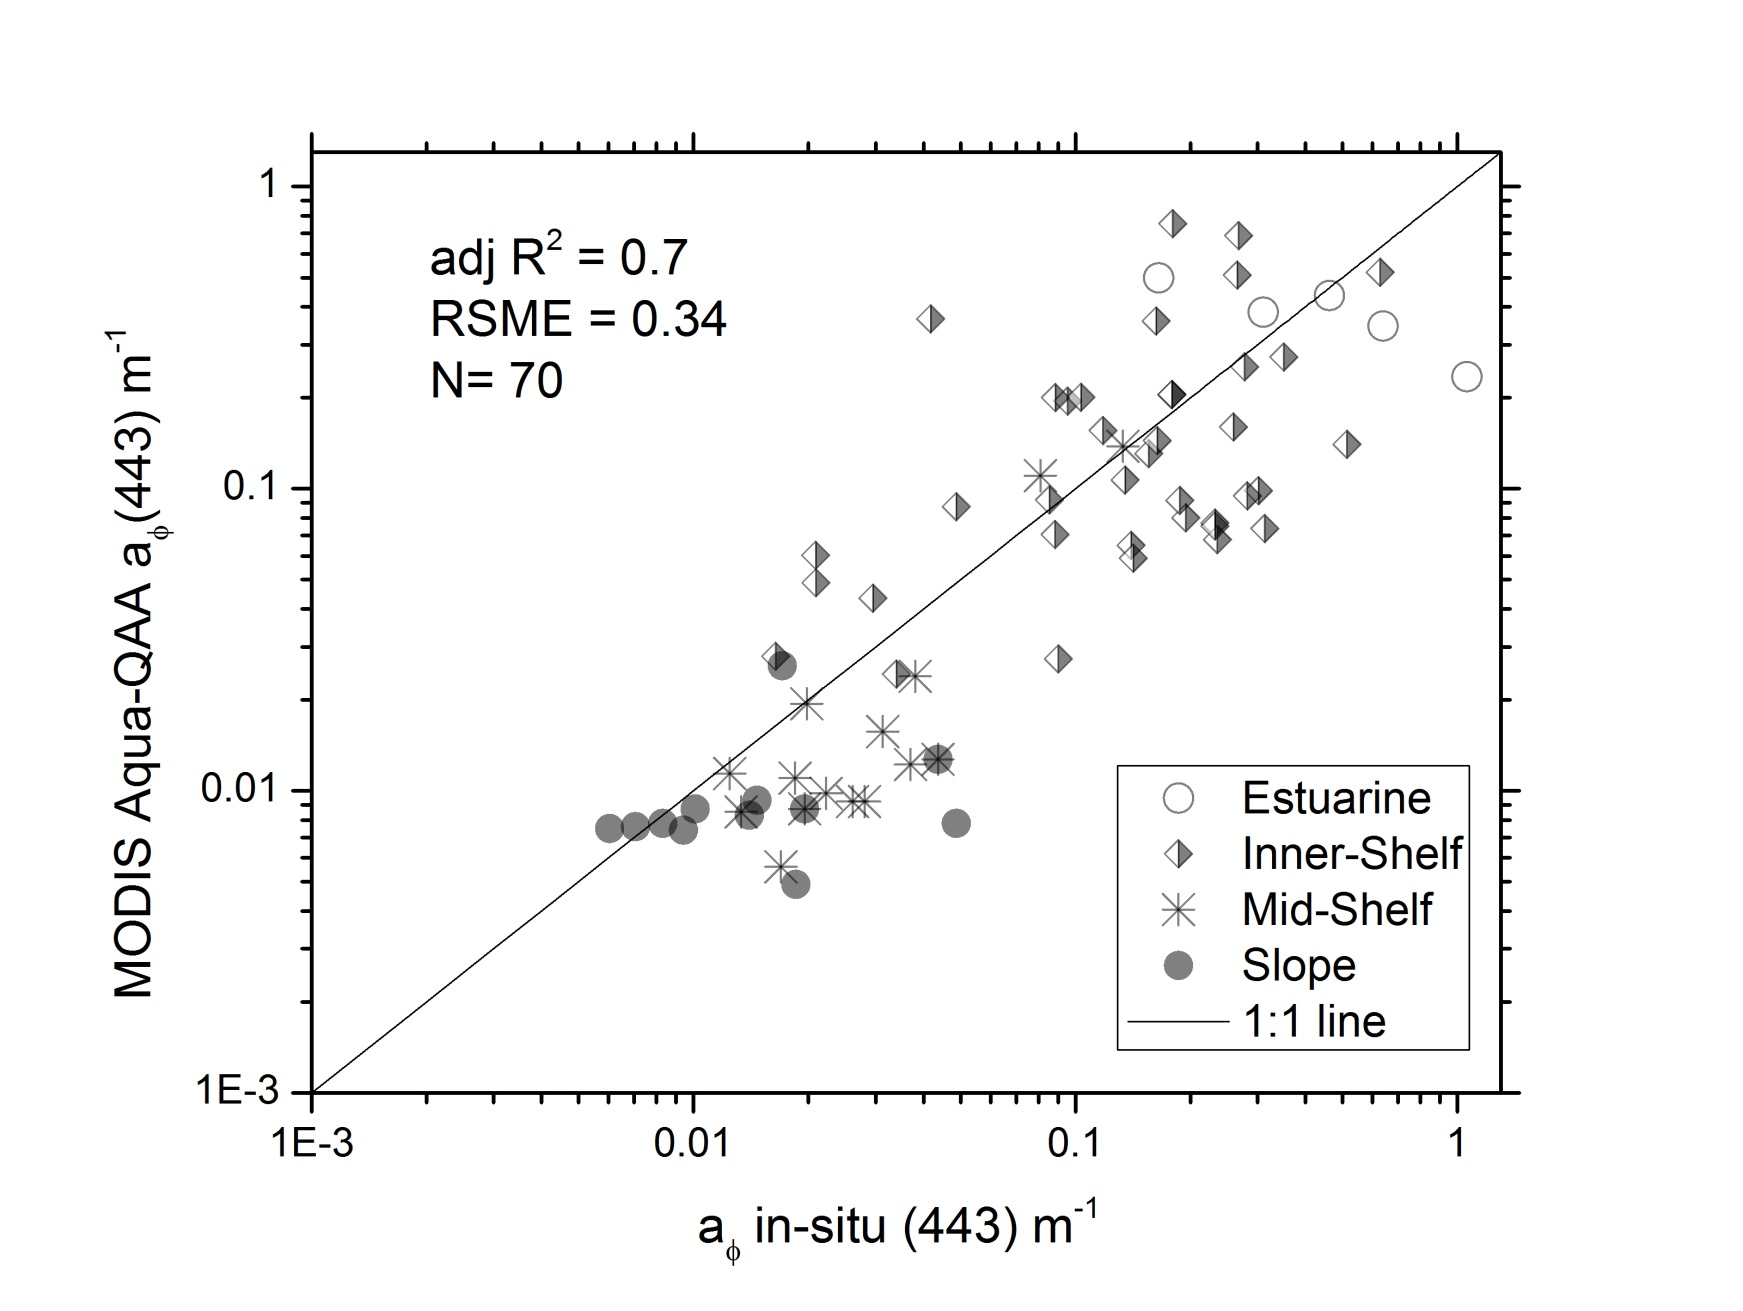 adj R² = 0.7
RSME = 0.34
N= 70
MODIS Aqua-QAA aϕ(443) m⁻¹
1
0.1
0.01
1E-3
1E-3
0.01
0.1
1
aϕ in-situ (443) m⁻¹
Estuarine
Inner-Shelf
Mid-Shelf
Slope
1:1 line